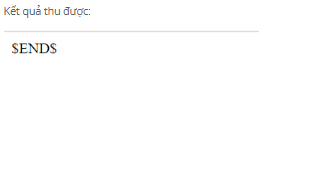 Kết quả thu được:
$END$